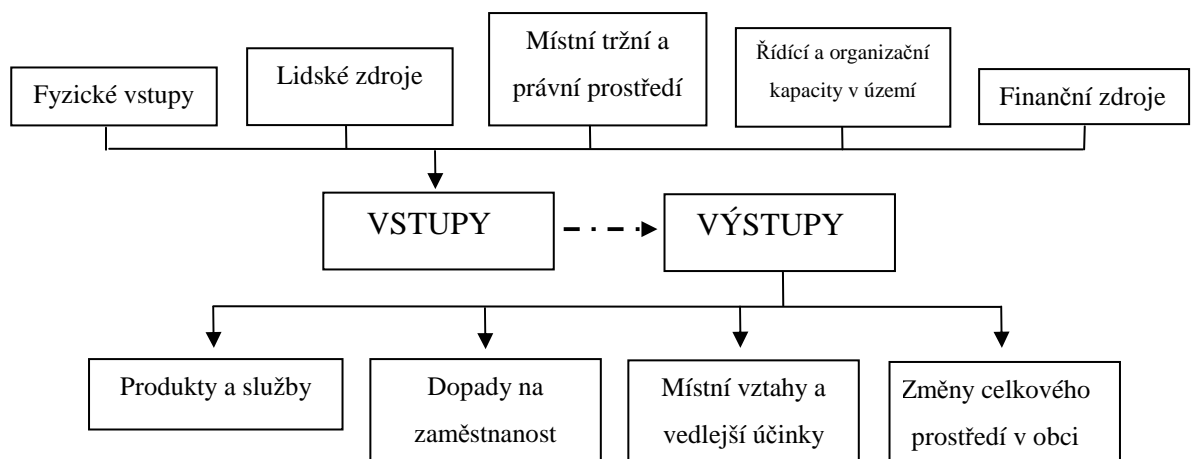 Fyzické vstupy
Lidské zdroje
Místní tržní a
právní prostředí
Řídící a organizační
kapacity v území
Finanční zdroje
VSTUPY
VÝSTUPY
Produkty a služby
Dopady na
zaměstnanost
Místní vztahy a
vedlejší účinky
Změny celkového
prostředí v obci